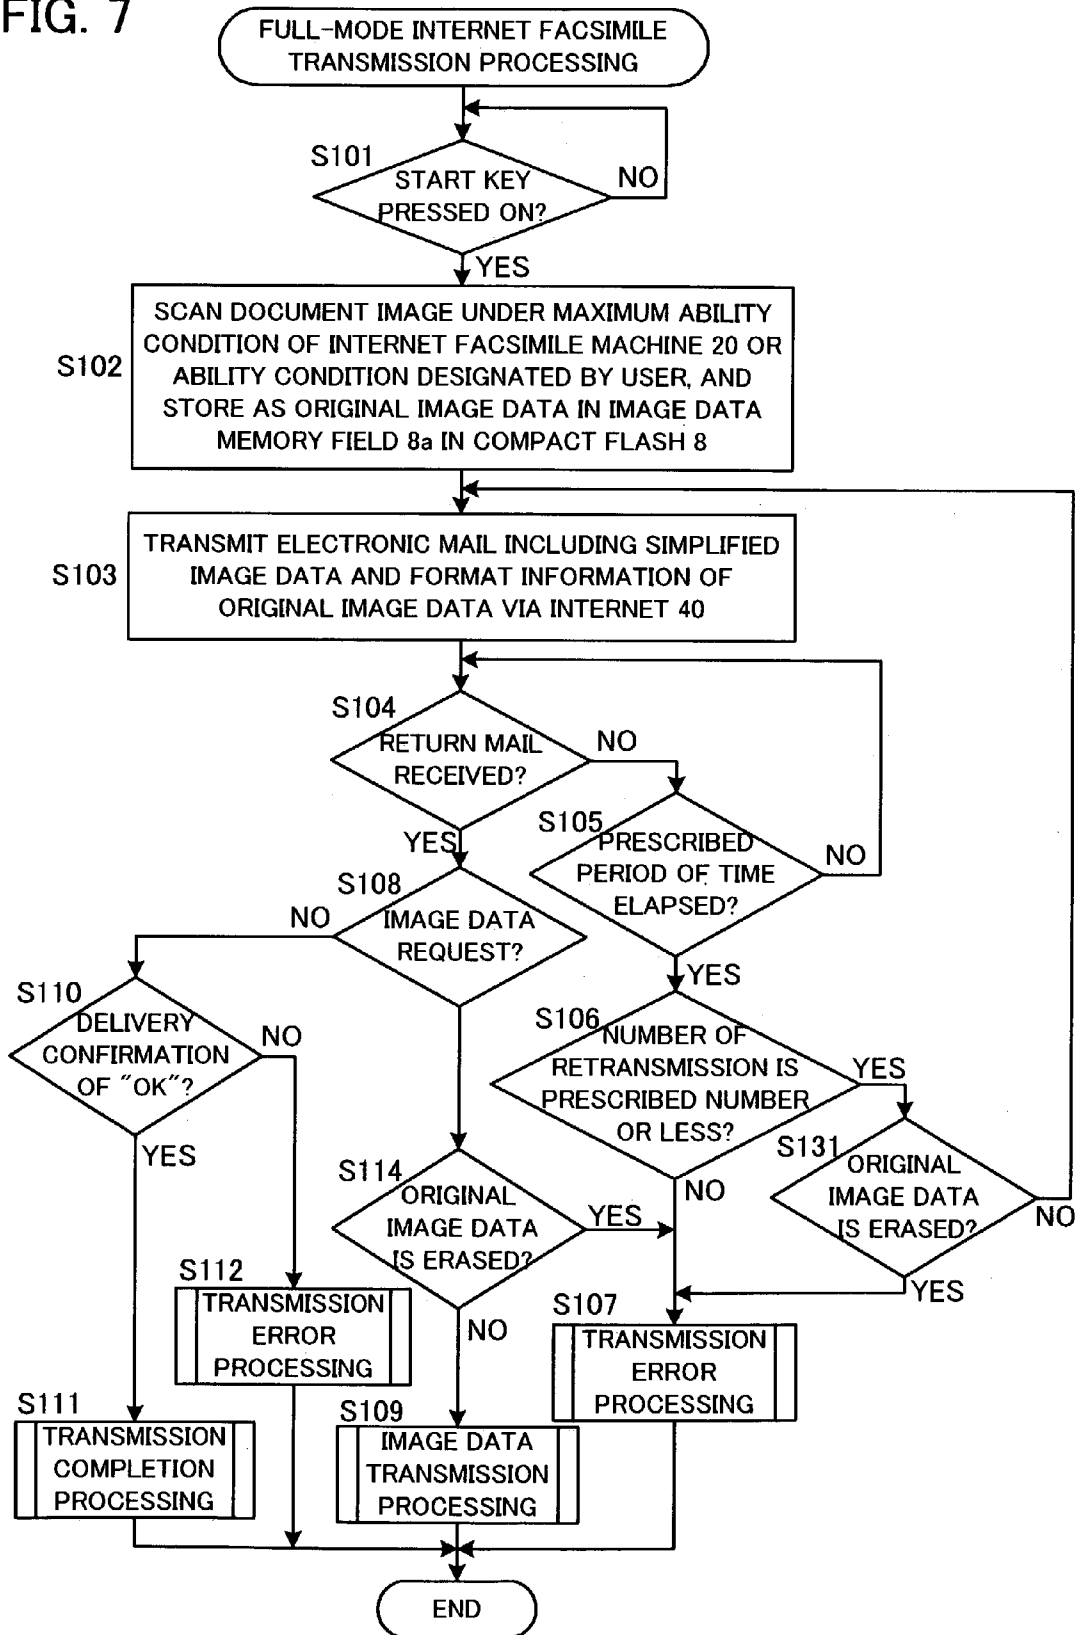 FIG. 7
FULL-MODE INTERNET FACSIMILE
TRANSMISSION PROCESSING
S101
START KEY
PRESSED ON?
NO
YES
S102
SCAN DOCUMENT IMAGE UNDER MAXIMUM ABILITY
CONDITION OF INTERNET FACSIMILE MACHINE 20 OR
ABILITY CONDITION DESIGNATED BY USER, AND
STORE AS ORIGINAL IMAGE DATA IN IMAGE DATA
MEMORY FIELD 8a IN COMPACT FLASH 8
S103
TRANSMIT ELECTRONIC MAIL INCLUDING SIMPLIFIED
IMAGE DATA AND FORMAT INFORMATION OF
ORIGINAL IMAGE DATA VIA INTERNET 40
S104
RETURN MAIL
RECEIVED?
NO
YES
S105
PRESCRIBED
PERIOD OF TIME
ELAPSED?
NO
YES
S108
IMAGE DATA
REQUEST?
NO
S110
DELIVERY
CONFIRMATION
OF "OK"?
NO
YES
S106
NUMBER OF
RETRANSMISSION IS
PRESCRIBED NUMBER
OR LESS?
YES
NO
S131
ORIGINAL
IMAGE DATA
IS ERASED?
NO
YES
S114
ORIGINAL
IMAGE DATA
IS ERASED?
YES
NO
S112
TRANSMISSION
ERROR
PROCESSING
S107
TRANSMISSION
ERROR
PROCESSING
S111
TRANSMISSION
COMPLETION
PROCESSING
S109
IMAGE DATA
TRANSMISSION
PROCESSING
END